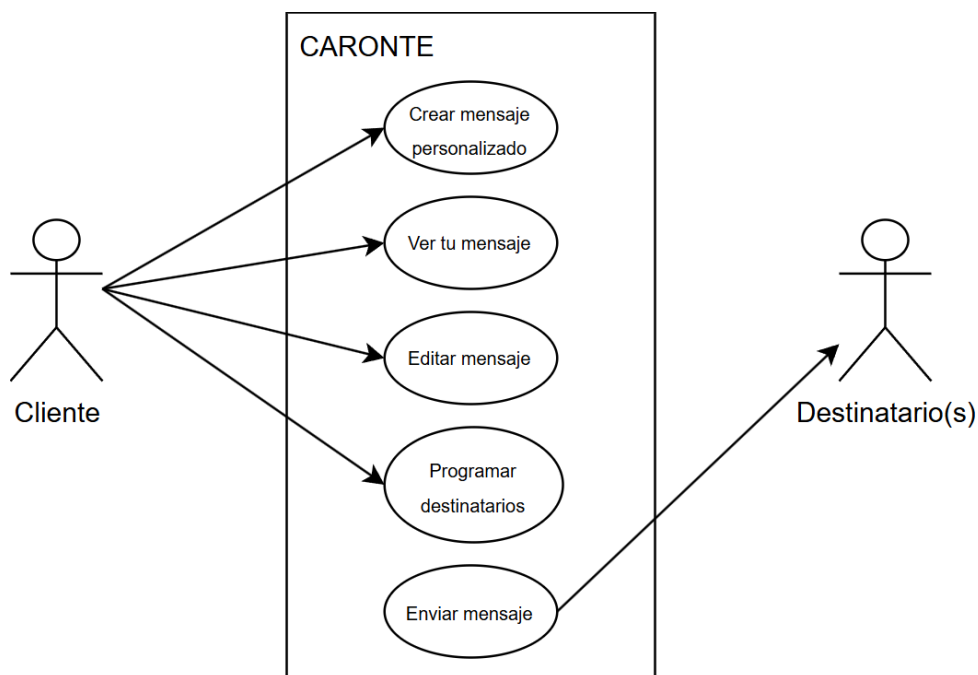 CARONTE
Crear mensaje
personalizado
Ver tu mensaje
Editar mensaje
Programar
destinatarios
Enviar mensaje
Cliente
Destinatario(s)